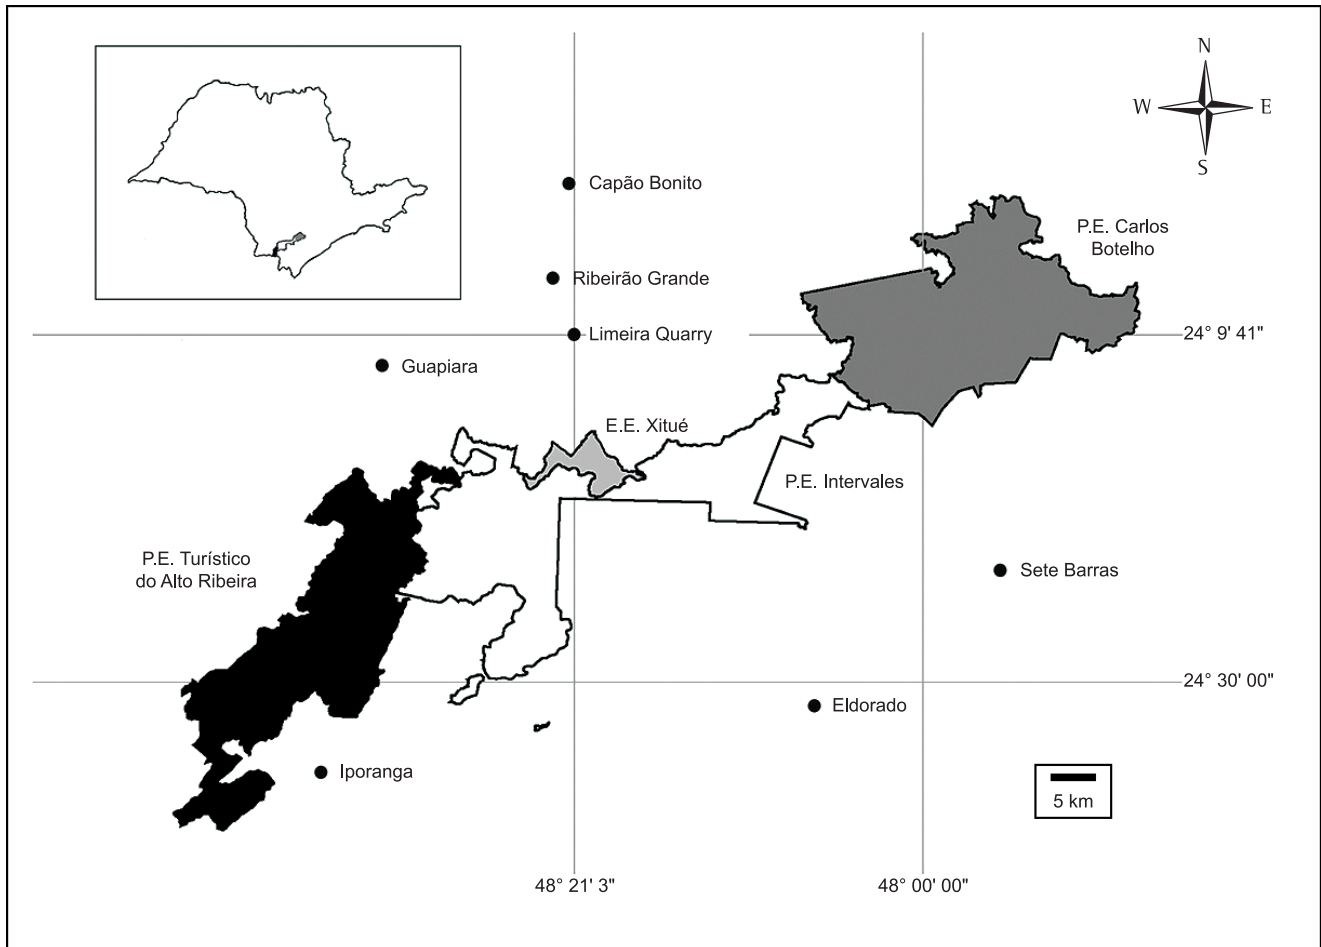 N
W
E
S
Capão Bonito
P.E. Carlos
Botelho
Ribeirão Grande
Limeira Quarry
24° 9' 41"
Guapiara
E.E. Xitué
P.E. Intervales
P.E. Turístico
do Alto Ribeira
Sete Barras
24° 30' 00"
Eldorado
Iporanga
5 km
48° 21' 3"
48° 00' 00"